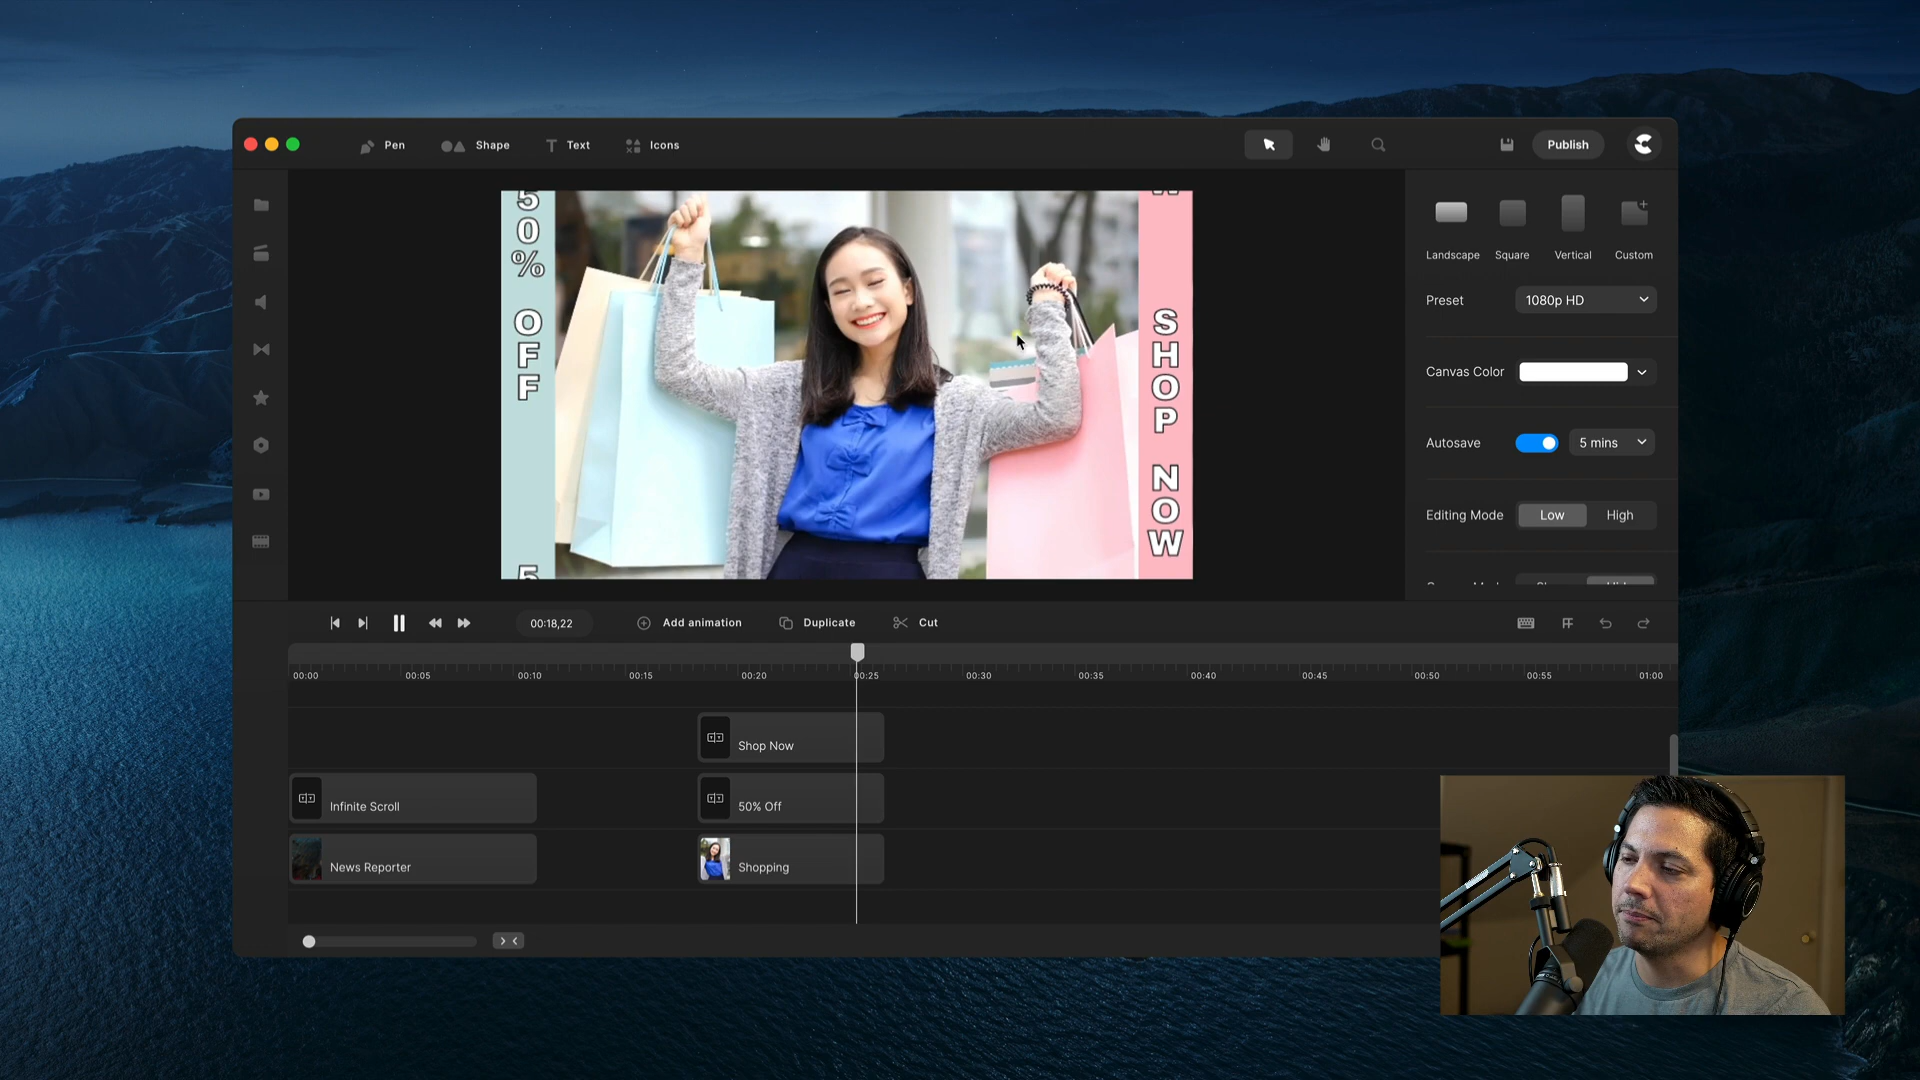 Pen
Shape
Text
Icons
Publish
50% OFF
5
SHOP NOW
Landscape
Square
Vertical
Custom
Preset
1080p HD
Canvas Color
Autosave
5 mins
Editing Mode
Low
High
00:18,22
Add animation
Duplicate
Cut
00:00
00:05
00:10
00:15
00:20
00:25
00:30
00:35
00:40
00:45
00:50
00:55
01:00
Shop Now
Infinite Scroll
50% Off
News Reporter
Shopping